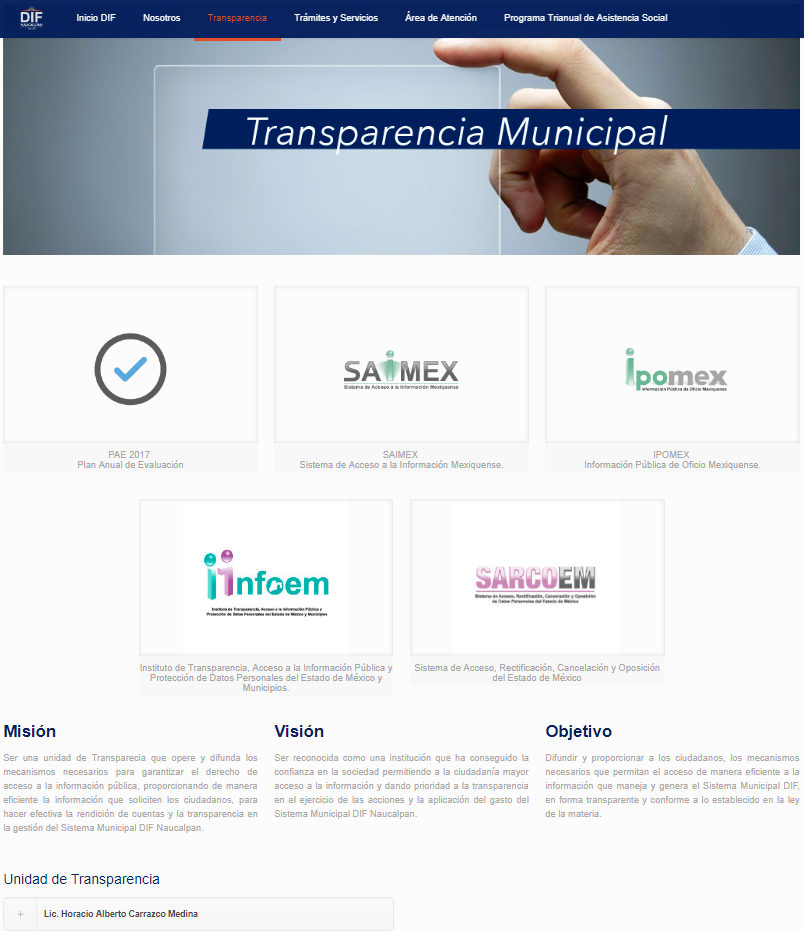 DIF
NAUCALPAN
Inicio DIF Nosotros Transparencia Trámites y Servicios Área de Atención Programa Trianual de Asistencia Social
Transparencia Municipal
SAIMEX
Sistema de Acceso a la Información Mexiquense
ipomex
Información Pública de Oficio Mexiquense
PAE 2017
Plan Anual de Evaluación
SAIMEX
Sistema de Acceso a la Información Mexiquense.
IPOMEX
Información Pública de Oficio Mexiquense.
infoem
Instituto de Transparencia, Acceso a la Información Pública y
Protección de Datos Personales del Estado de México y Municipios
SARCOEM
Sistema de Acceso, Rectificación, Cancelación y Oposición
de Datos Personales del Estado de México
Instituto de Transparencia, Acceso a la Información Pública y
Protección de Datos Personales del Estado de México y
Municipios.
Sistema de Acceso, Rectificación, Cancelación y Oposición
del Estado de México
Misión
Ser una unidad de Transparecia que opere y difunda los
mecanismos necesarios para garantizar el derecho de
acceso a la información pública, proporcionando de manera
eficiente la información que soliciten los ciudadanos, para
hacer efectiva la rendición de cuentas y la transparencia en
la gestión del Sistema Municipal DIF Naucalpan.
Visión
Ser reconocida como una institución que ha conseguido la
confianza en la sociedad permitiendo a la ciudadanía mayor
acceso a la información y dando prioridad a la transparencia
en el ejercicio de las acciones y la aplicación del gasto del
Sistema Municipal DIF Naucalpan.
Objetivo
Difundir y proporcionar a los ciudadanos, los mecanismos
necesarios que permitan el acceso de manera eficiente a la
información que maneja y genera el Sistema Municipal DIF,
en forma transparente y conforme a lo establecido en la ley
de la materia.
Unidad de Transparencia
+ Lic. Horacio Alberto Carrazco Medina